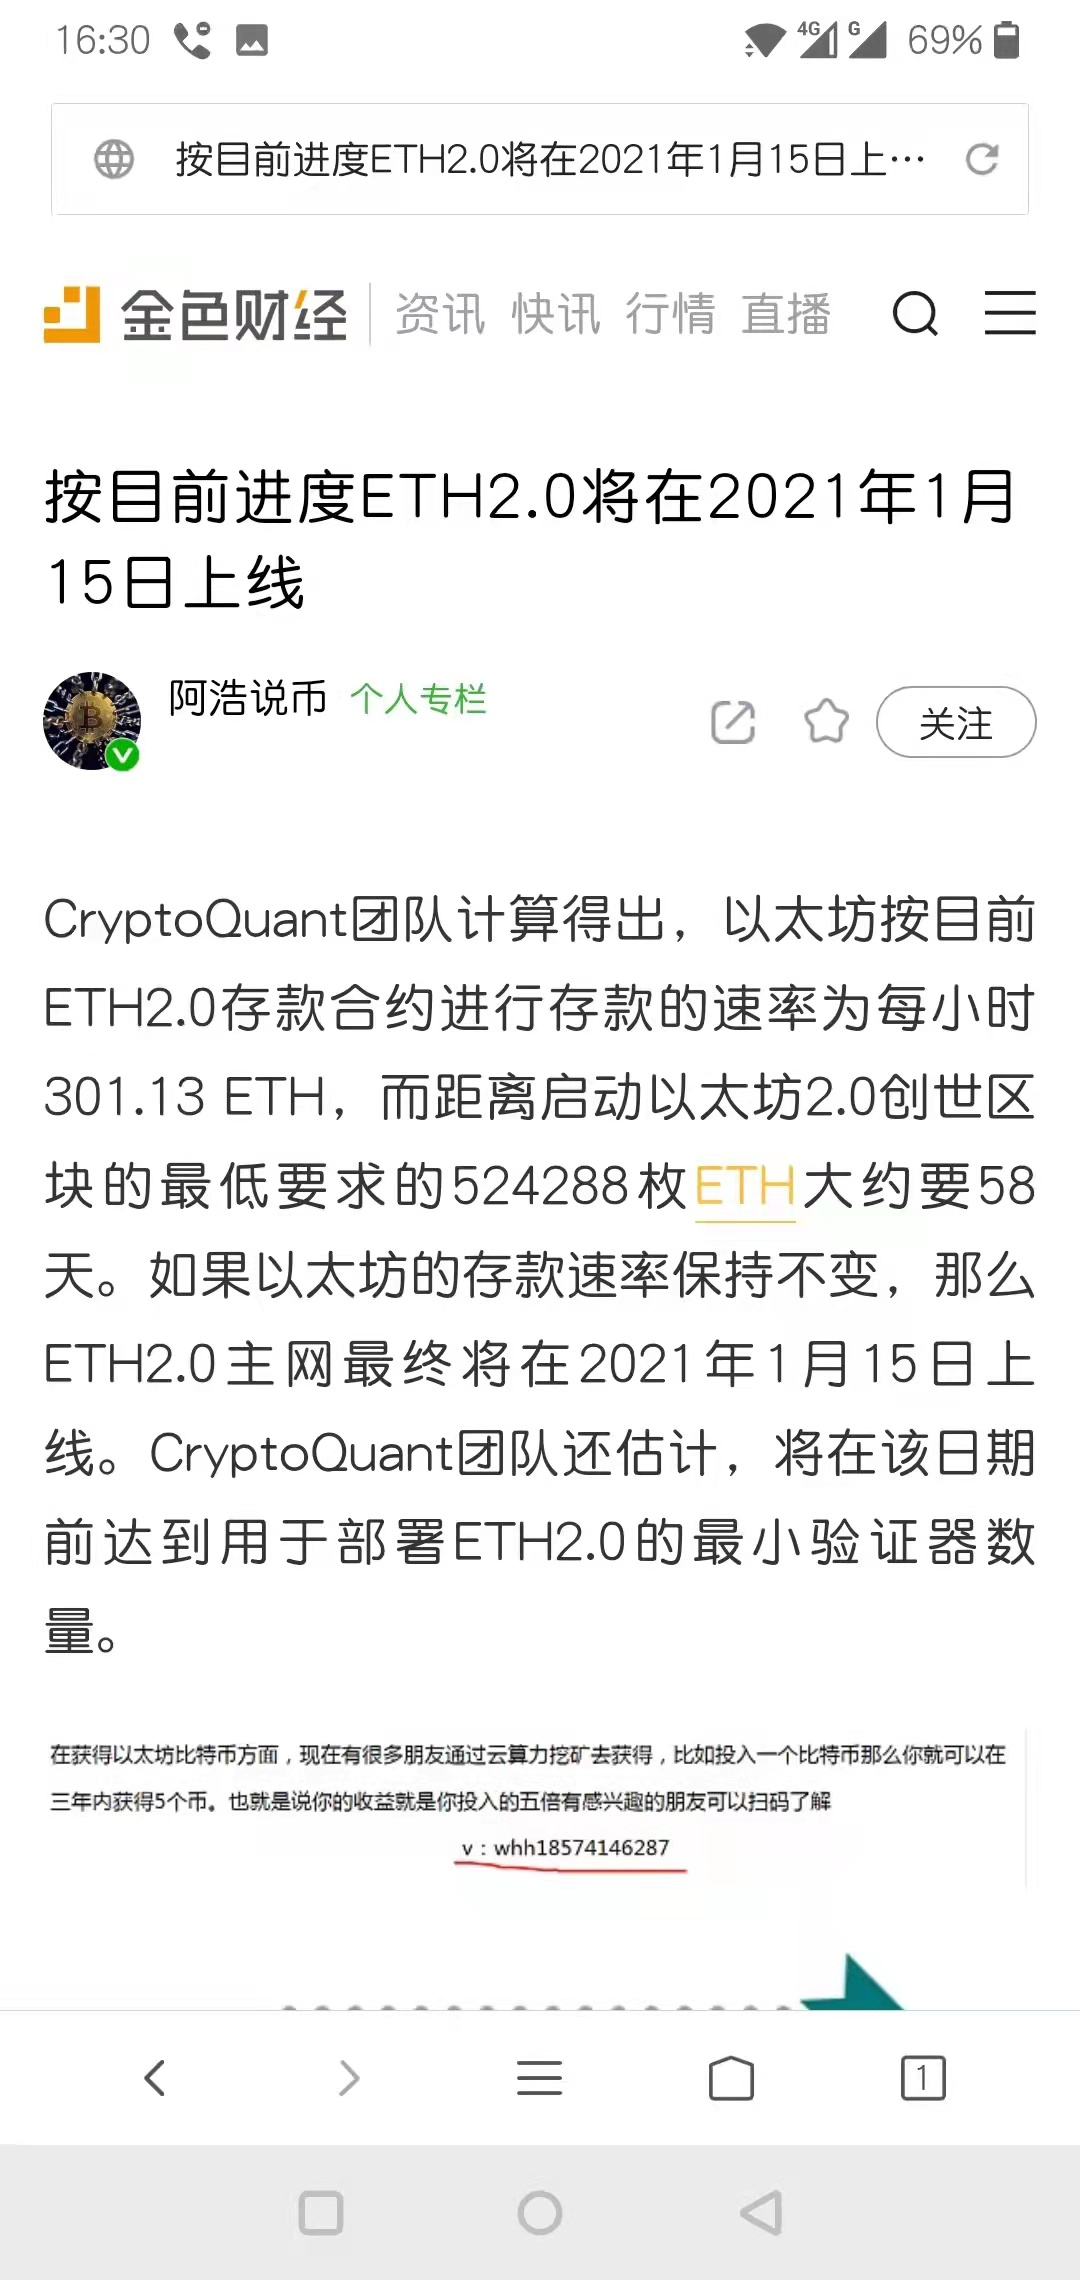 16:30 4G G 69%
按目前进度ETH2.0将在2021年1月15日上…
金色财经 资讯 快讯 行情 直播
按目前进度ETH2.0将在2021年1月
15日上线
阿浩说币 个人专栏
关注
CryptoQuant团队计算得出，以太坊按目前
ETH2.0存款合约进行存款的速率为每小时
301.13 ETH，而距离启动以太坊2.0创世区
块的最低要求的524288枚ETH大约要58
天。如果以太坊的存款速率保持不变，那么
ETH2.0主网最终将在2021年1月15日上
线。CryptoQuant团队还估计，将在该日期
前达到用于部署ETH2.0的最小验证器数
量。
在获得以太坊比特币方面，现在有很多朋友通过云算力挖矿去获得，比如投入一个比特币那么你就可以在
三年内获得5个币。也就是说你的收益就是你投入的五倍有感兴趣的朋友可以扫码了解
v：whh18574146287
1